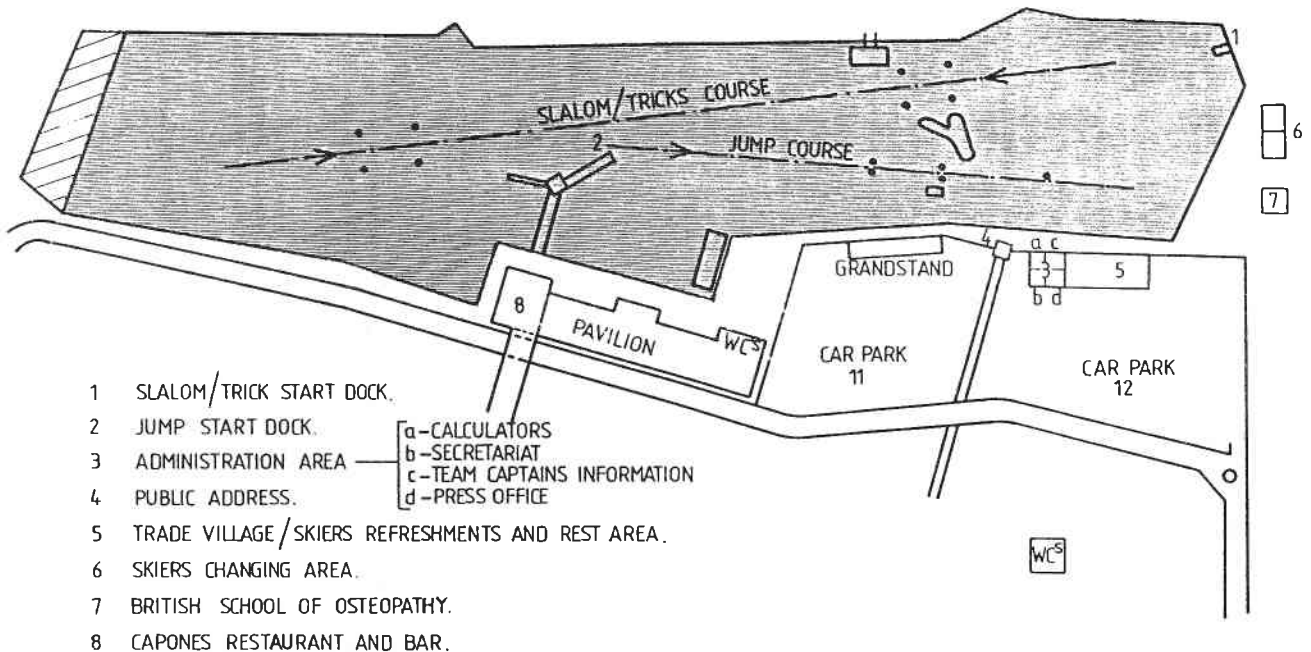 1
SLALOM/TRICKS COURSE
6
2
JUMP COURSE
7
4
a c
GRANDSTAND
3
5
b d
8
PAVILION
WCS
CAR PARK
11
CAR PARK
12
1 SLALOM/TRICK START DOCK.
2 JUMP START DOCK.
3 ADMINISTRATION AREA
a-CALCULATORS
b-SECRETARIAT
c-TEAM CAPTAINS INFORMATION
d-PRESS OFFICE
4 PUBLIC ADDRESS.
5 TRADE VILLAGE/SKIERS REFRESHMENTS AND REST AREA.
6 SKIERS CHANGING AREA.
7 BRITISH SCHOOL OF OSTEOPATHY.
8 CAPONES RESTAURANT AND BAR.
WCS